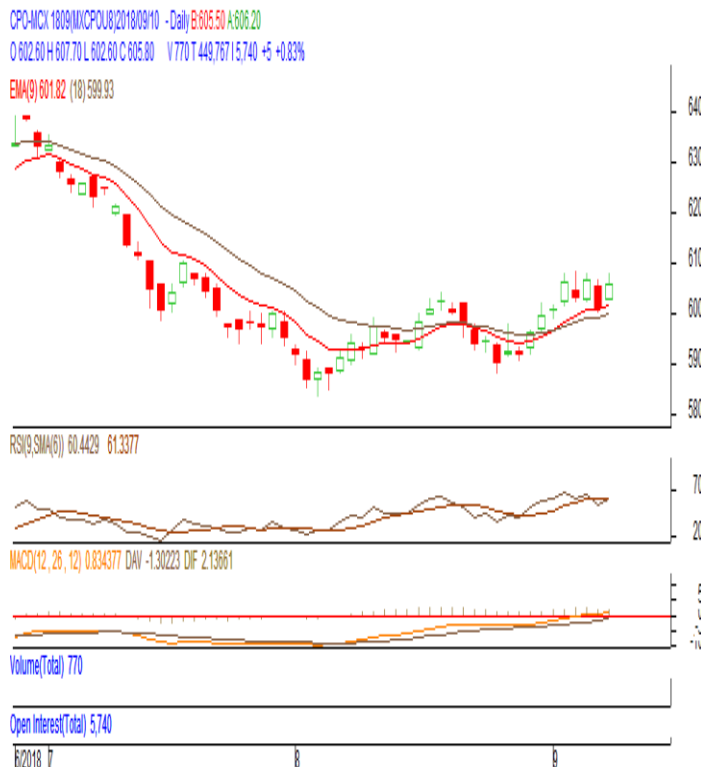 CPO-MCX 1809(MXCPOU8)2018/09/10 - Daily B:605.50 A:606.20
O 602.60 H 607.70 L 602.60 C 605.80 V 770 T 449,767 I 5,740 +5 +0.83%
EMA(9) 601.82 (18) 599.93
640
630
620
610
600
590
580
RSI(9,SMA(6)) 60.4429 61.3377
70
20
MACD(12, 26, 12) 0.834377 DAV -1.30223 DIF 2.13661
5
Volume(Total) 770
Open Interest(Total) 5,740
6/2018 7 8 9